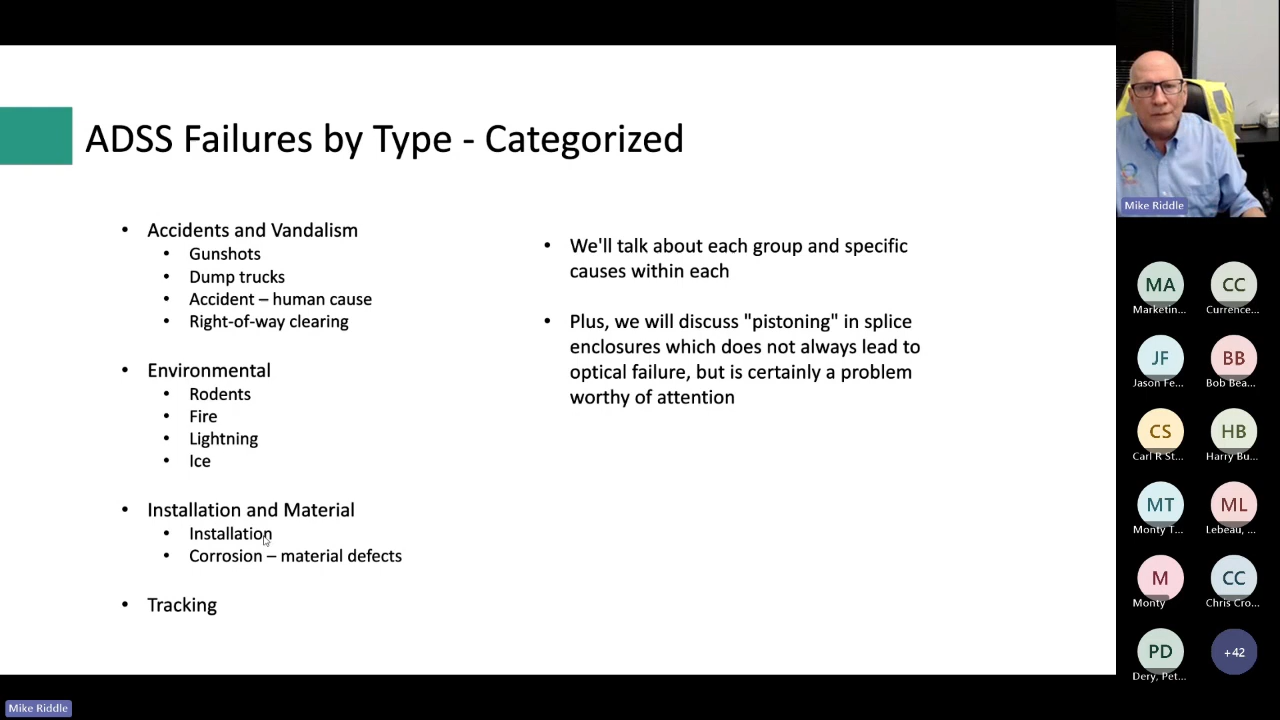 ADSS Failures by Type - Categorized
• Accidents and Vandalism
• Gunshots
• Dump trucks
• Accident – human cause
• Right-of-way clearing
• Environmental
• Rodents
• Fire
• Lightning
• Ice
• Installation and Material
• Installation
• Corrosion – material defects
• Tracking
• We'll talk about each group and specific
causes within each
• Plus, we will discuss "pistoning" in splice
enclosures which does not always lead to
optical failure, but is certainly a problem
worthy of attention
Mike Riddle
MA
CC
Marketin...
Currence...
JF
BB
Jason Fe...
Bob Bea...
CS
HB
Carl R St...
Harry Bu...
MT
ML
Monty T...
Lebeau, ...
M
CC
Monty
Chris Cro...
PD
+42
Dery, Pet...
Mike Riddle